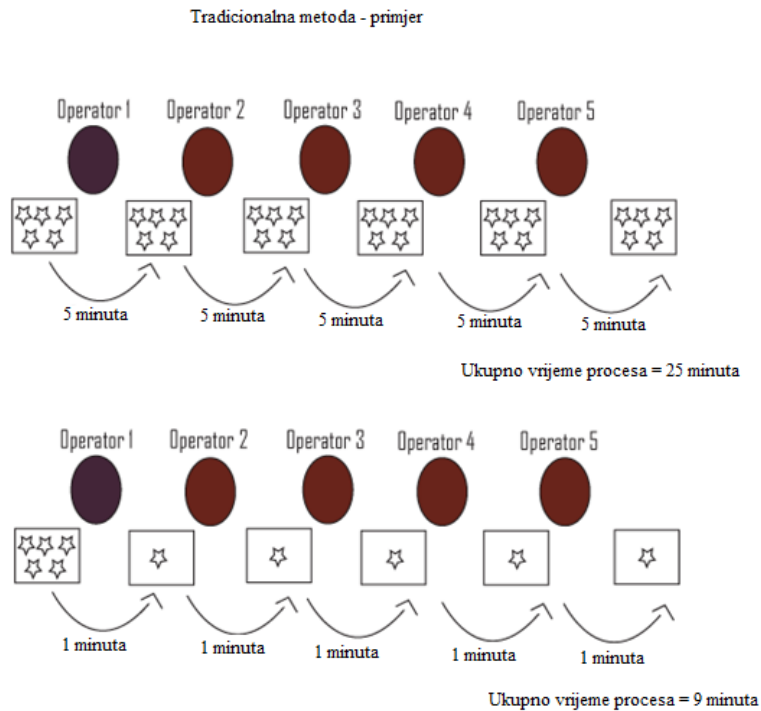 Tradicionalna metoda - primjer
Operator 1 Operator 2 Operator 3 Operator 4 Operator 5
5 minuta 5 minuta 5 minuta 5 minuta 5 minuta
Ukupno vrijeme procesa = 25 minuta
Operator 1 Operator 2 Operator 3 Operator 4 Operator 5
1 minuta 1 minuta 1 minuta 1 minuta 1 minuta
Ukupno vrijeme procesa = 9 minuta